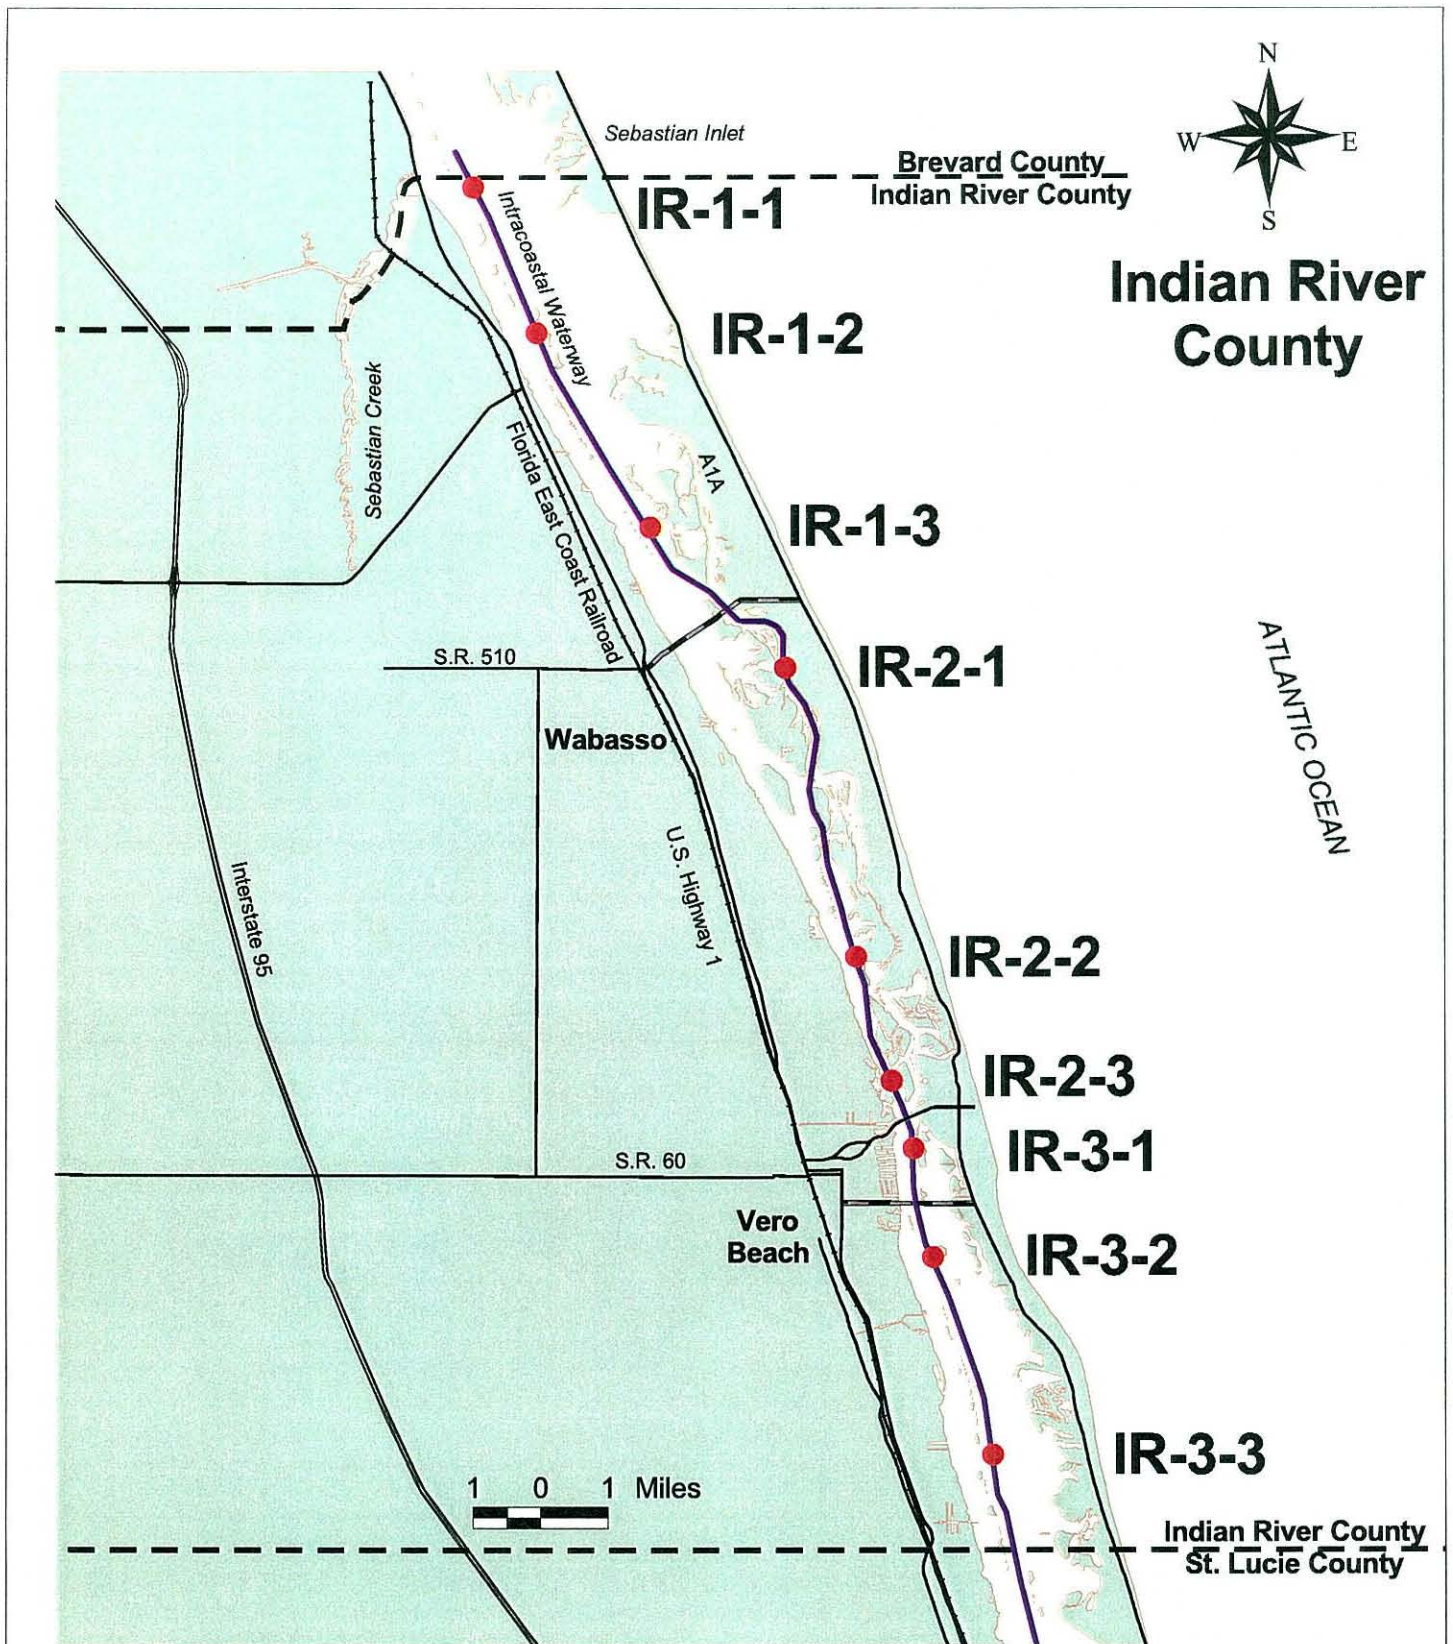 N
Sebastian Inlet
W
E
Brevard County
Indian River County
S
IR-1-1
Intracoastal Waterway
Indian River
County
IR-1-2
Sebastian Creek
Florida East Coast Railroad
A1A
IR-1-3
ATLANTIC OCEAN
S.R. 510
IR-2-1
Wabasso
U.S. Highway 1
Interstate 95
IR-2-2
IR-2-3
IR-3-1
S.R. 60
Vero
Beach
IR-3-2
IR-3-3
1 0 1 Miles
Indian River County
St. Lucie County